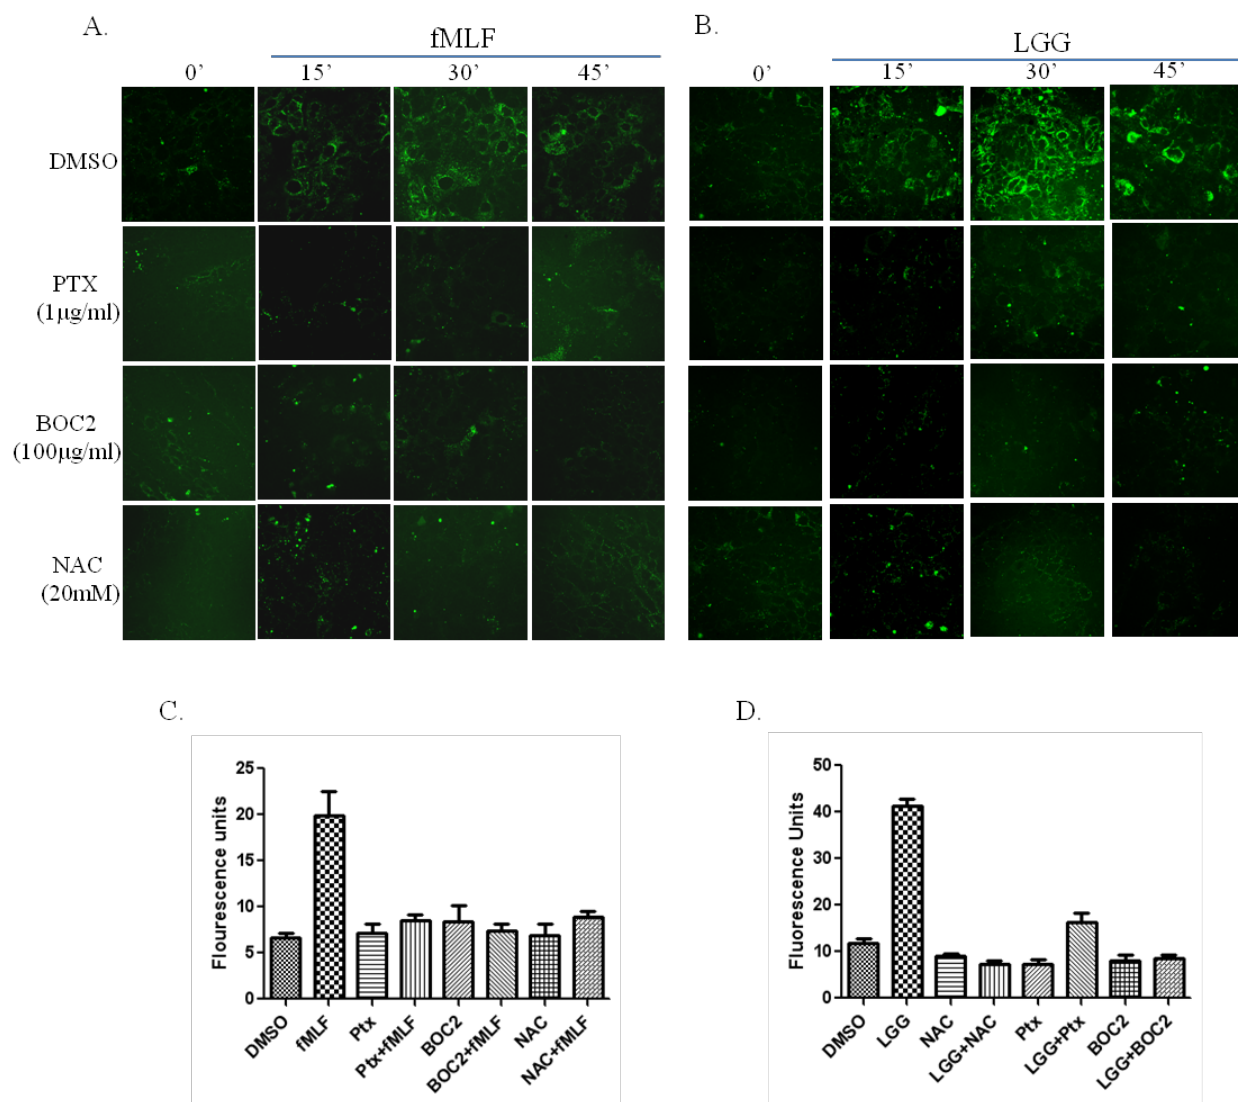 A.
fMLF
0’ 15’ 30’ 45’
B.
LGG
0’ 15’ 30’ 45’
DMSO
PTX
(1µg/ml)
BOC2
(100µg/ml)
NAC
(20mM)
C.
Flourescence units
25
20
15
10
5
0
DMSO
fMLF
Ptx
Ptx+fMLF
BOC2
BOC2+fMLF
NAC
NAC+fMLF
D.
Fluorescence Units
50
40
30
20
10
0
DMSO
LGG
NAC
LGG+NAC
Ptx
LGG+Ptx
BOC2
LGG+BOC2